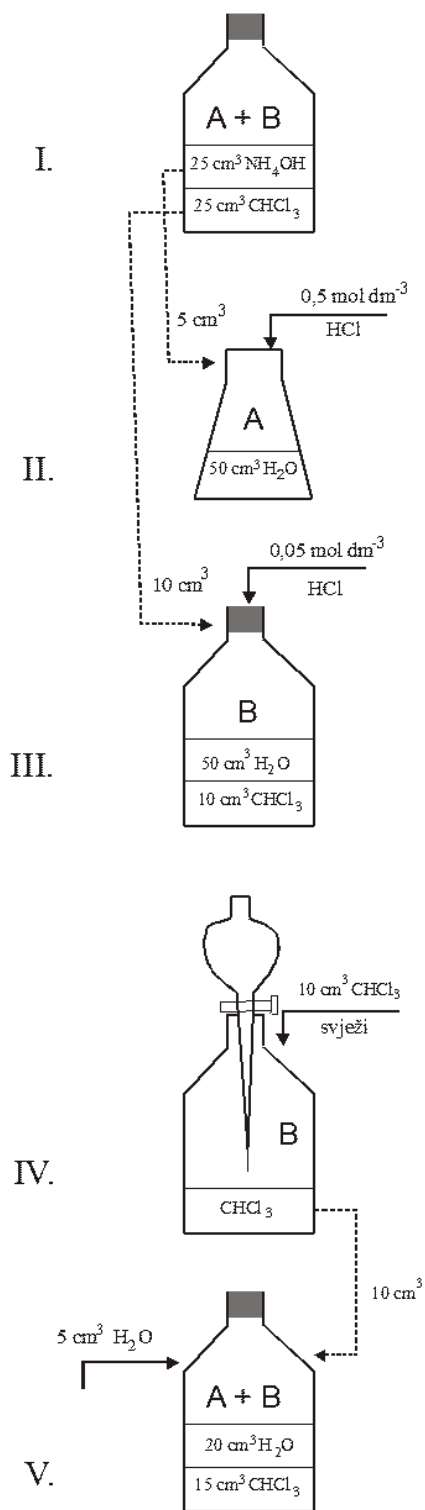 I.
A + B
25 cm³ NH₄OH
25 cm³ CHCl₃
5 cm³
0,5 mol dm⁻³
HCl
II.
A
50 cm³ H₂O
10 cm³
0,05 mol dm⁻³
HCl
III.
B
50 cm³ H₂O
10 cm³ CHCl₃
10 cm³ CHCl₃
svježi
IV.
B
CHCl₃
10 cm³
5 cm³ H₂O
V.
A + B
20 cm³ H₂O
15 cm³ CHCl₃